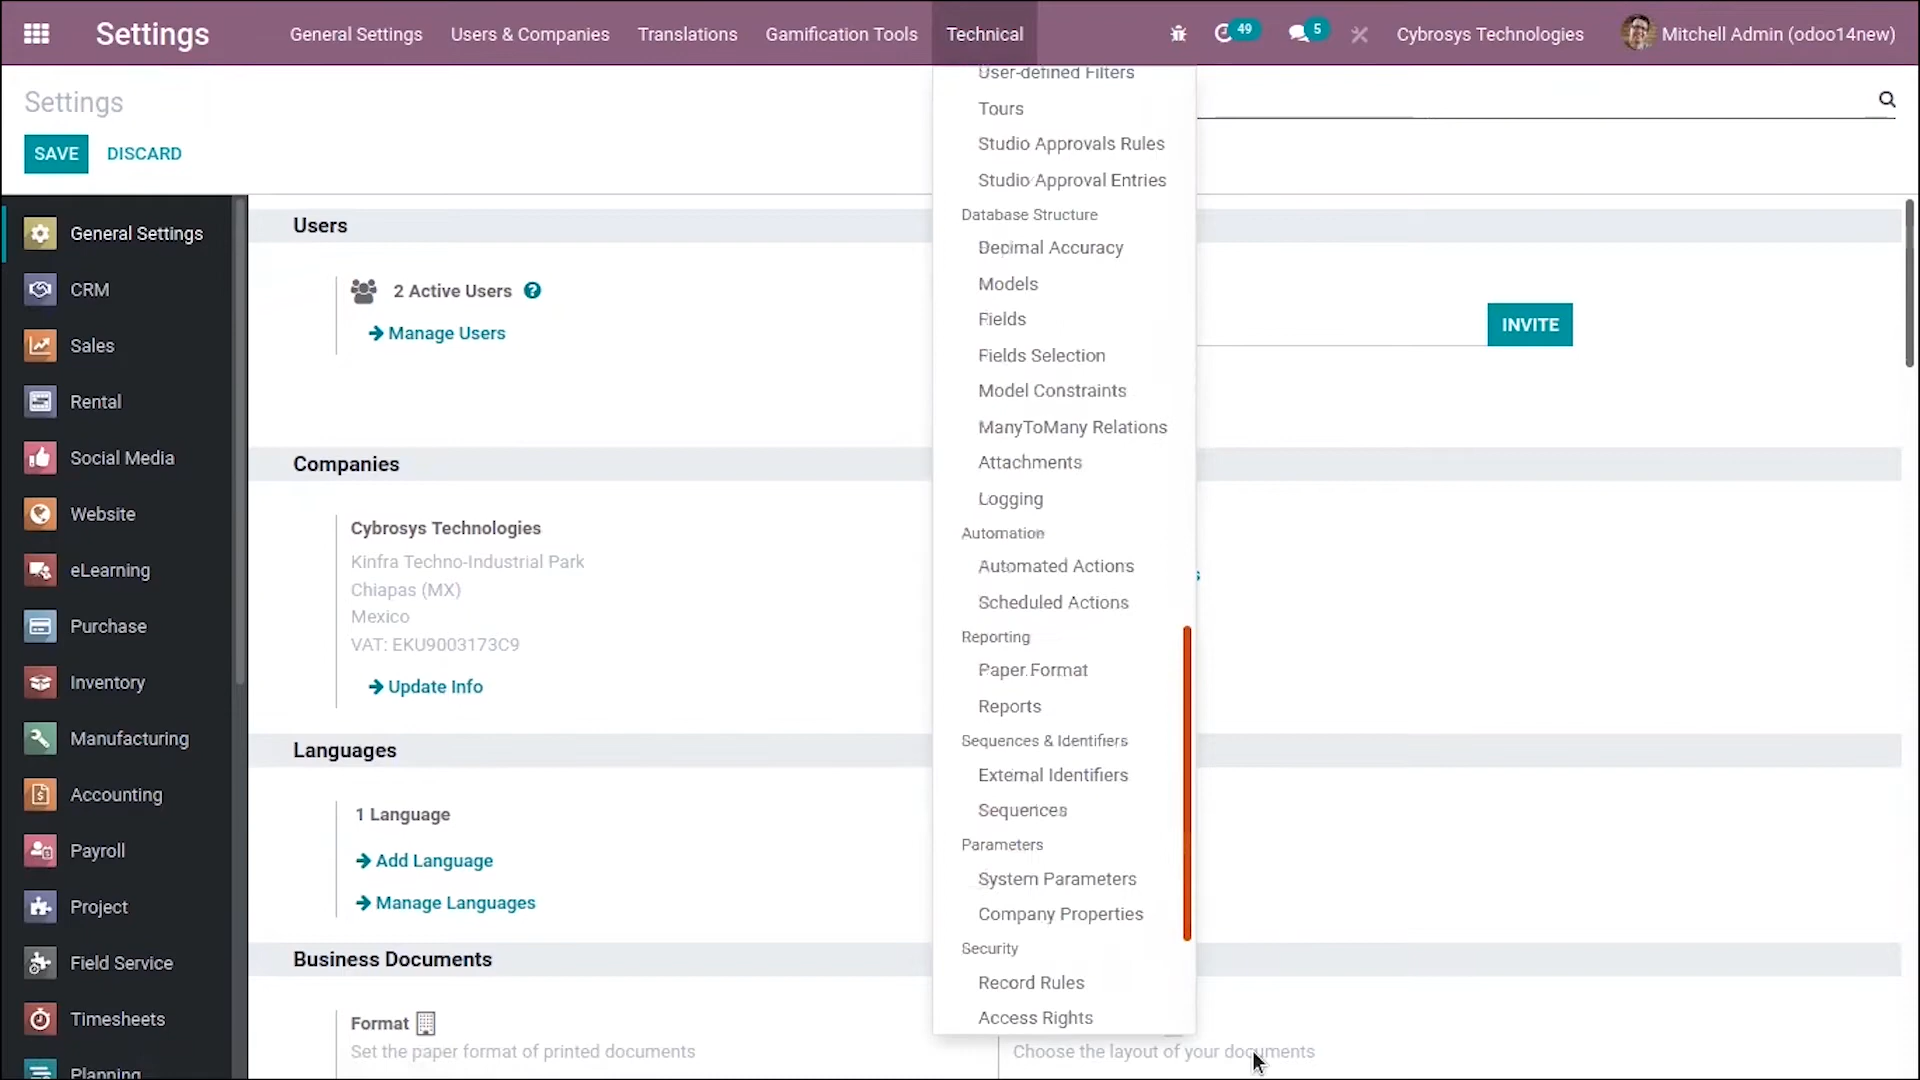 Settings
General Settings
Users & Companies
Translations
Gamification Tools
Technical
49
5
Cybrosys Technologies
Mitchell Admin (odoo14new)
Settings
SAVE
DISCARD
General Settings
CRM
Sales
Rental
Social Media
Website
eLearning
Purchase
Inventory
Manufacturing
Accounting
Payroll
Project
Field Service
Timesheets
Planning
Users
2 Active Users
Manage Users
INVITE
Companies
Cybrosys Technologies
Kinfra Techno-Industrial Park
Chiapas (MX)
Mexico
VAT: EKU9003173C9
Update Info
Languages
1 Language
Add Language
Manage Languages
Business Documents
Format
Set the paper format of printed documents
Choose the layout of your documents
User-defined Filters
Tours
Studio Approvals Rules
Studio Approval Entries
Database Structure
Decimal Accuracy
Models
Fields
Fields Selection
Model Constraints
ManyToMany Relations
Attachments
Logging
Automation
Automated Actions
Scheduled Actions
Reporting
Paper Format
Reports
Sequences & Identifiers
External Identifiers
Sequences
Parameters
System Parameters
Company Properties
Security
Record Rules
Access Rights